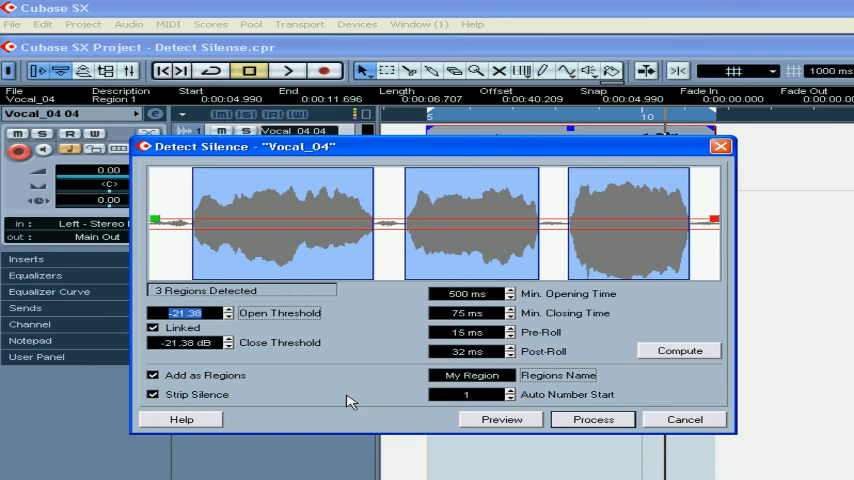 Cubase SX
File Edit Project Audio MIDI Scores Pool Transport Devices Window (1) Help
Cubase SX Project - Detect Silense.cpr
1000 ms
File Description Start End Length Offset Snap Fade In Fade Out
Vocal_04 Region 1 0:00:04.990 0:00:11.696 0:00:06.707 0:00:40.209 0:00:04.990 0:00:00.000 0:00:00.00
Vocal_04 04
M S R W
0.00
<C>
0.00
in : Left - Stereo
out : Main Out
Inserts
Equalizers
Equalizer Curve
Sends
Channel
Notepad
User Panel
1 M S Vocal_04 04
5 10
Detect Silence - "Vocal_04"
3 Regions Detected
-21.38 Open Threshold
Linked
-21.38 dB Close Threshold
500 ms Min. Opening Time
75 ms Min. Closing Time
15 ms Pre-Roll
32 ms Post-Roll
Compute
Add as Regions
My Region Regions Name
Strip Silence
1 Auto Number Start
Help Preview Process Cancel